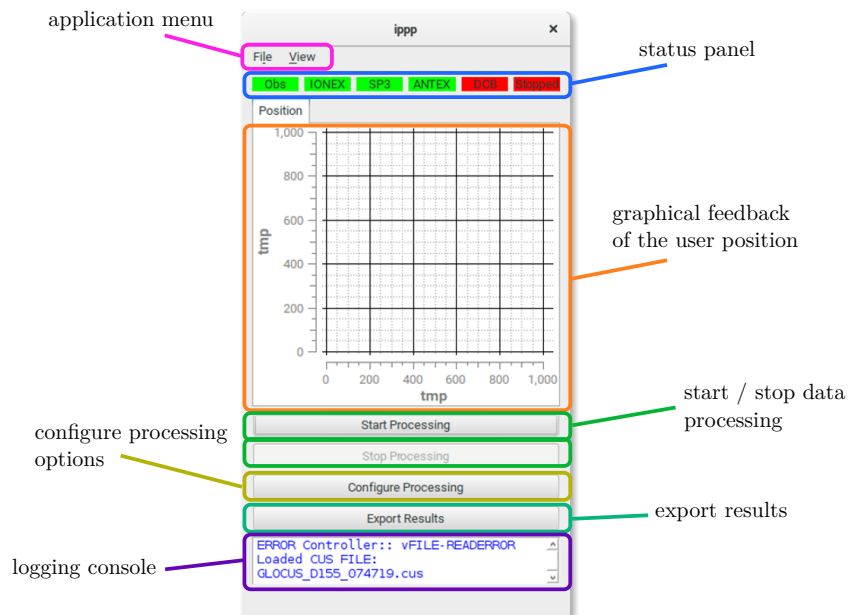 application menu
ippp
×
File View
status panel
Obs IONEX SP3 ANTEX DCB Stopped
Position
1,000
800
600
400
200
0
tmp
0 200 400 600 800 1,000
tmp
graphical feedback
of the user position
Start Processing
start / stop data
processing
Stop Processing
configure processing
options
Configure Processing
Export Results
export results
ERROR Controller:: vFILE-READERROR
Loaded CUS FILE:
GLOCUS_D155_074719.cus
logging console